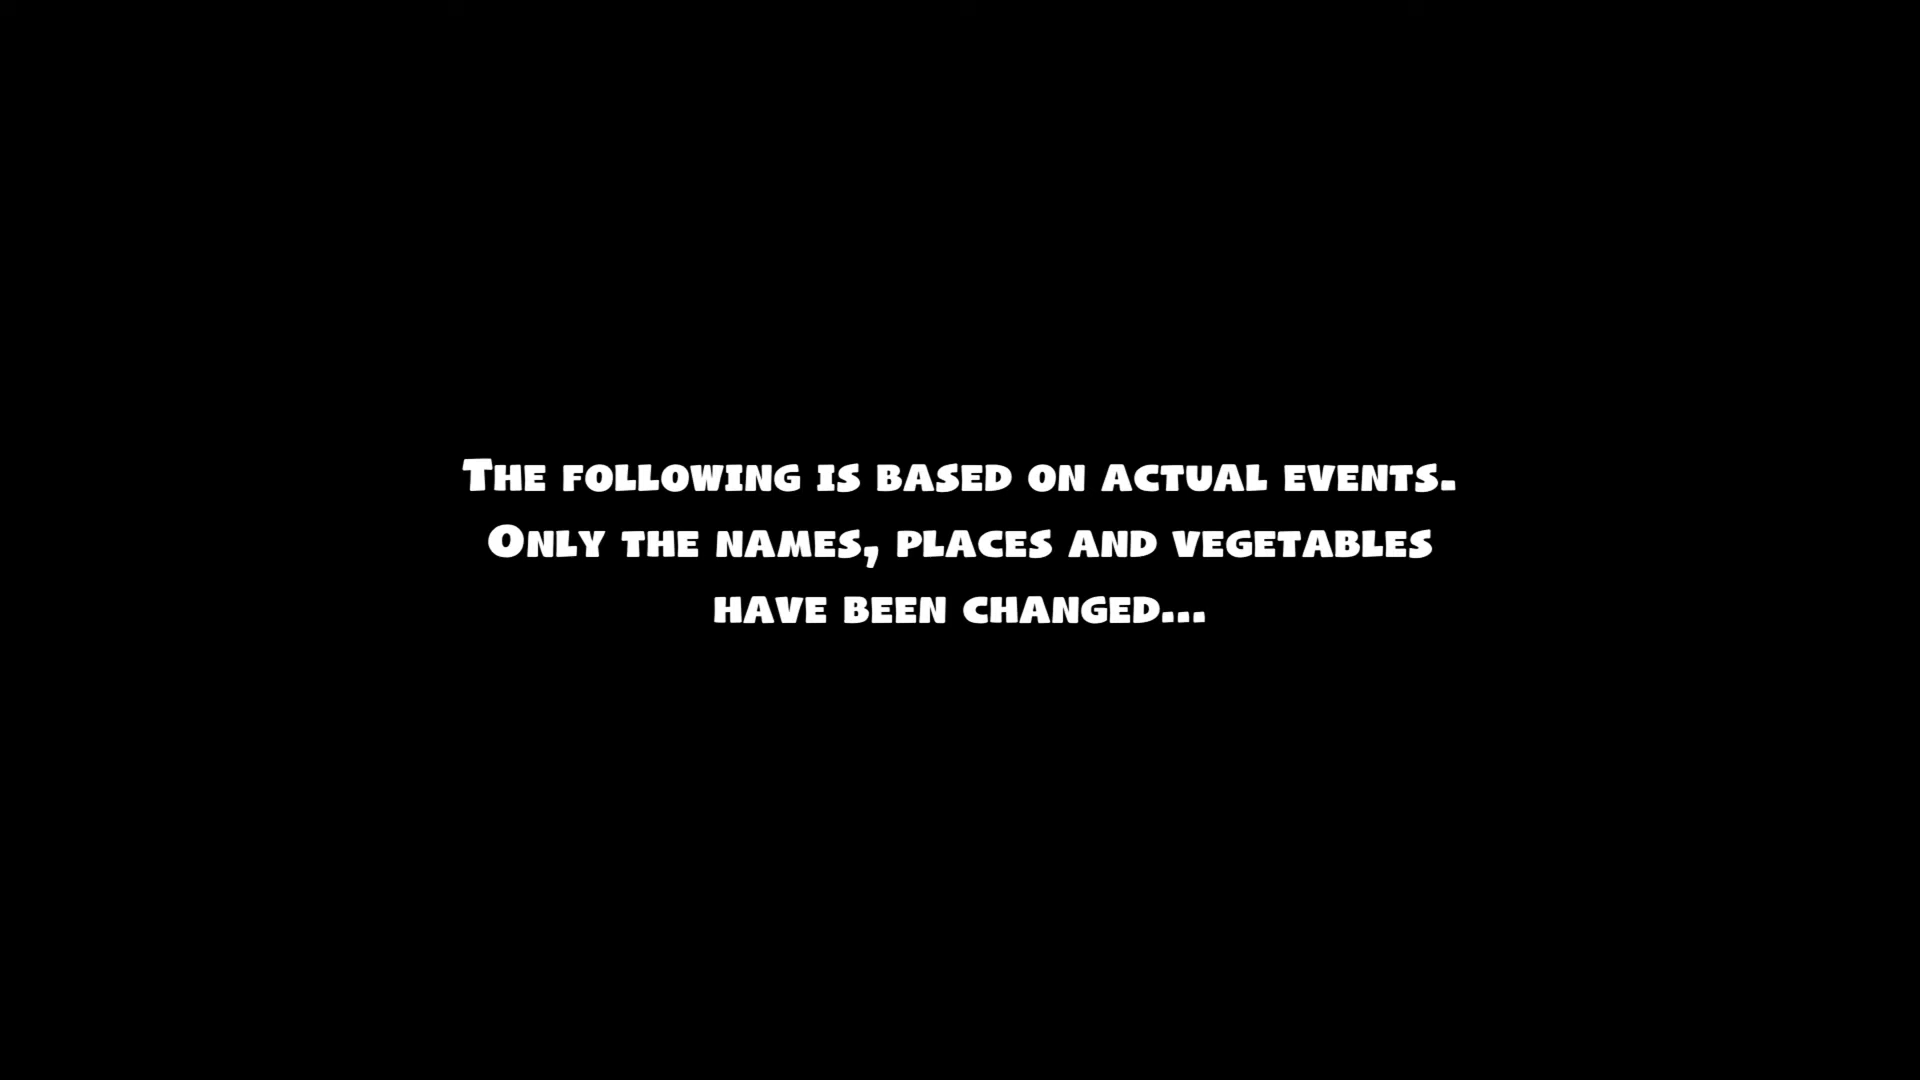 The following is based on actual events.
Only the names, places and vegetables
have been changed...